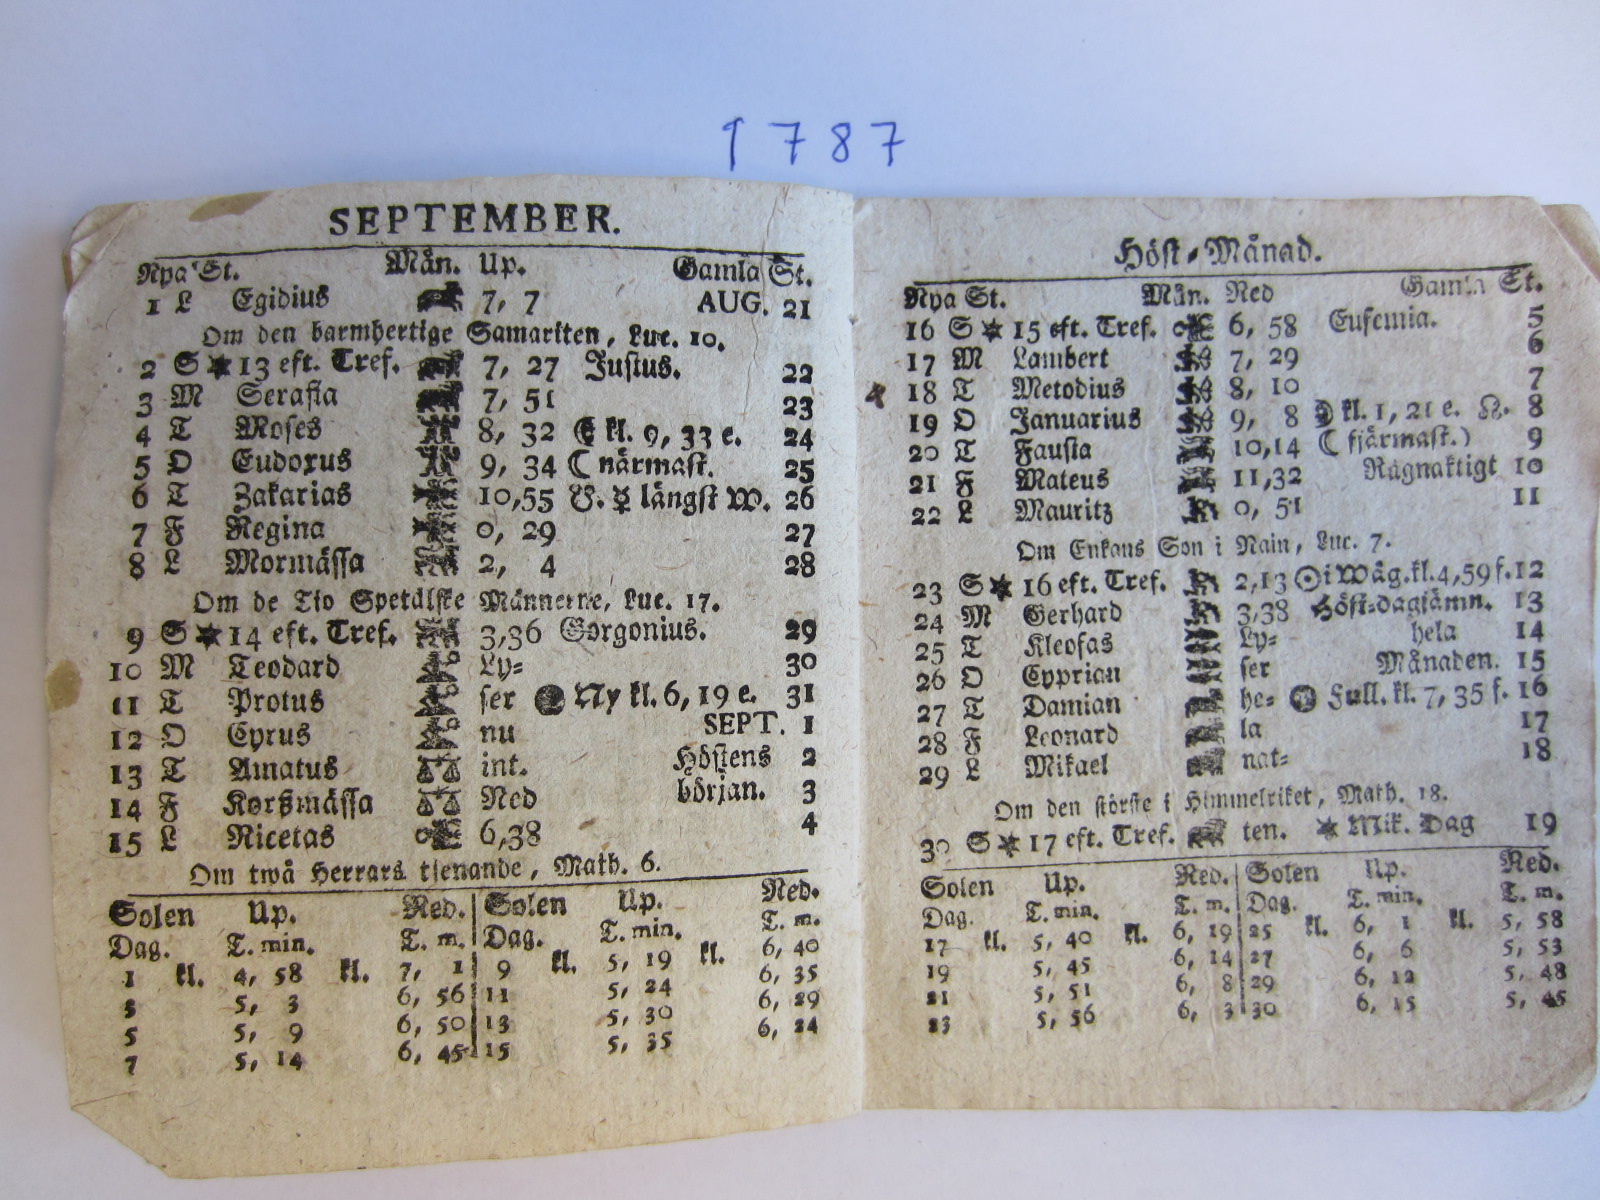 1787
SEPTEMBER.
Nya St. Mån. Up. Gamla St.
1 L Egidius 7, 7 AUG. 21
Om den barmhertige Samariten, Luc. 10.
2 S ✶ 13 eft. Tref. 7, 27 Justus. 22
3 M Serafia 7, 51 23
4 T Moses 8, 32 kl. 9, 33 e. 24
5 O Eudoxus 9, 34 ☾ närmast. 25
6 T Zakarias 10,55 ☋. ☿ längst W. 26
7 F Regina 0, 29 27
8 L Mormässa 2, 4 28
Om de Tio Spetälske Männerne, Luc. 17.
9 S ✶ 14 eft. Tref. 3,36 Gorgonius. 29
10 M Teodard Ly= 30
11 T Protus ser Ny kl. 6, 19 e. 31
12 O Cyrus nu SEPT. 1
13 T Amatus int. Höstens 2
14 F Korßmässa Ned början. 3
15 L Nicetas 6,38 4
Om twå Herrars tjenande, Math. 6.
Solen Up. Ned. Solen Up. Ned.
Dag. T. min. T. m. Dag. T. min. T. m.
1 kl. 4, 58 kl. 7, 1 9 kl. 5, 19 kl. 6, 40
3 5, 3 6, 56 11 5, 24 6, 35
5 5, 9 6, 50 13 5, 30 6, 29
7 5, 14 6, 45 15 5, 35 6, 24
Höst-Månad.
Nya St. Mån. Ned Gamla St.
16 S ✶ 15 eft. Tref. 6, 58 Eufemia. 5
17 M Lambert 7, 29 6
18 T Metodius 8, 10 7
19 O Januarius 9, 8 kl. 1, 21 e. ☊. 8
20 T Fausta 10,14 ☾ fjärmast.) 9
21 F Mateus 11,32 Rägnaktigt 10
22 L Mauritz 0, 51 11
Om Enkans Son i Nain, Luc. 7.
23 S ✶ 16 eft. Tref. 2,13 ☉ i Wåg. kl. 4,59 f. 12
24 M Gerhard 3,38 Höst=dagjämn. 13
25 T Kleofas Ly= hela 14
26 O Cyprian ser Månaden. 15
27 T Damian he= Full. kl. 7, 35 f. 16
28 F Leonard la 17
29 L Mikael nat= 18
Om den störste i Himmelriket, Math. 18.
30 S ✶ 17 eft. Tref. ten. ✶ Mik. Dag 19
Solen Up. Ned. Solen Up. Ned.
Dag. T. min. T. m. Dag. T. min. T. m.
17 kl. 5, 40 kl. 6, 19 25 kl. 6, 1 kl. 5, 58
19 5, 45 6, 14 27 6, 6 5, 53
21 5, 51 6, 8 29 6, 12 5, 48
23 5, 56 6, 3 30 6, 15 5, 45